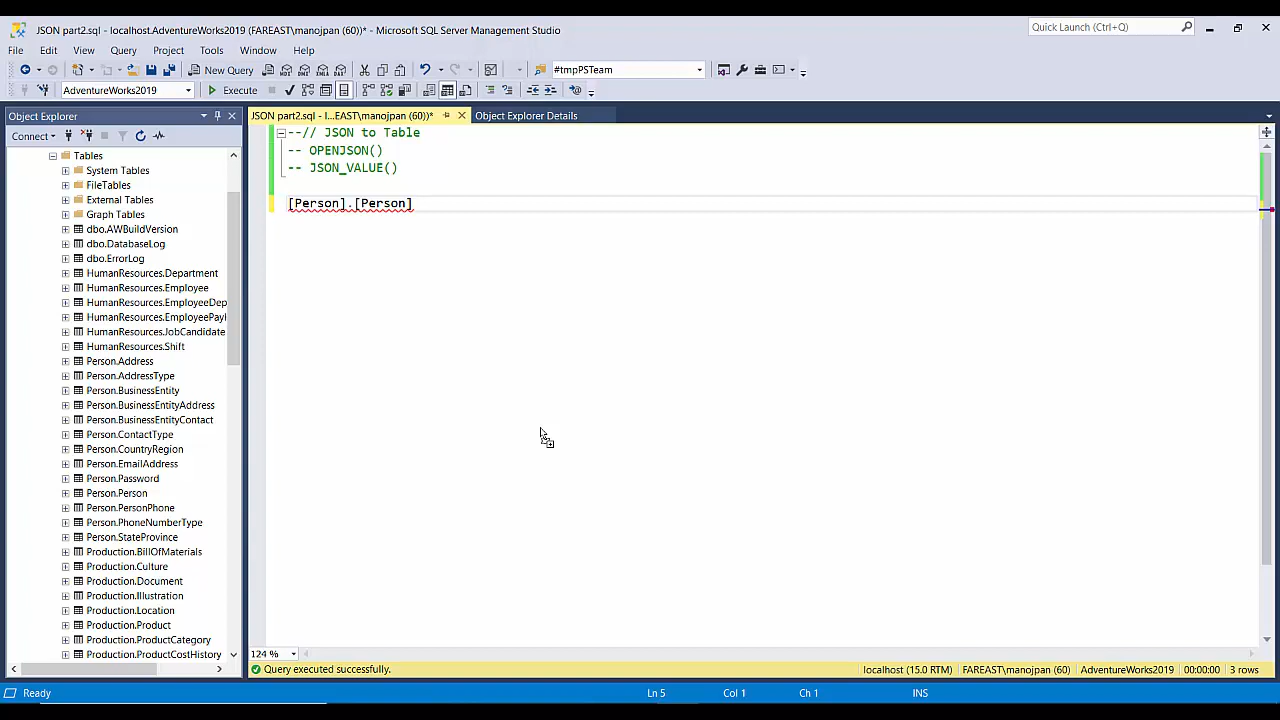 JSON part2.sql - localhost.AdventureWorks2019 (FAREAST\manojpan (60))* - Microsoft SQL Server Management Studio
Quick Launch (Ctrl+Q)
File Edit View Query Project Tools Window Help
New Query
MDX DMX XMLA DAX
#tmpPSTeam
AdventureWorks2019
Execute
Object Explorer
JSON part2.sql - l...EAST\manojpan (60))*
Object Explorer Details
Connect
Tables
System Tables
FileTables
External Tables
Graph Tables
dbo.AWBuildVersion
dbo.DatabaseLog
dbo.ErrorLog
HumanResources.Department
HumanResources.Employee
HumanResources.EmployeeDep
HumanResources.EmployeePayH
HumanResources.JobCandidate
HumanResources.Shift
Person.Address
Person.AddressType
Person.BusinessEntity
Person.BusinessEntityAddress
Person.BusinessEntityContact
Person.ContactType
Person.CountryRegion
Person.EmailAddress
Person.Password
Person.Person
Person.PersonPhone
Person.PhoneNumberType
Person.StateProvince
Production.BillOfMaterials
Production.Culture
Production.Document
Production.Illustration
Production.Location
Production.Product
Production.ProductCategory
Production.ProductCostHistory
--// JSON to Table
-- OPENJSON()
-- JSON_VALUE()
[Person].[Person]
124 %
Query executed successfully.
localhost (15.0 RTM)
FAREAST\manojpan (60)
AdventureWorks2019
00:00:00
3 rows
Ready
Ln 5
Col 1
Ch 1
INS